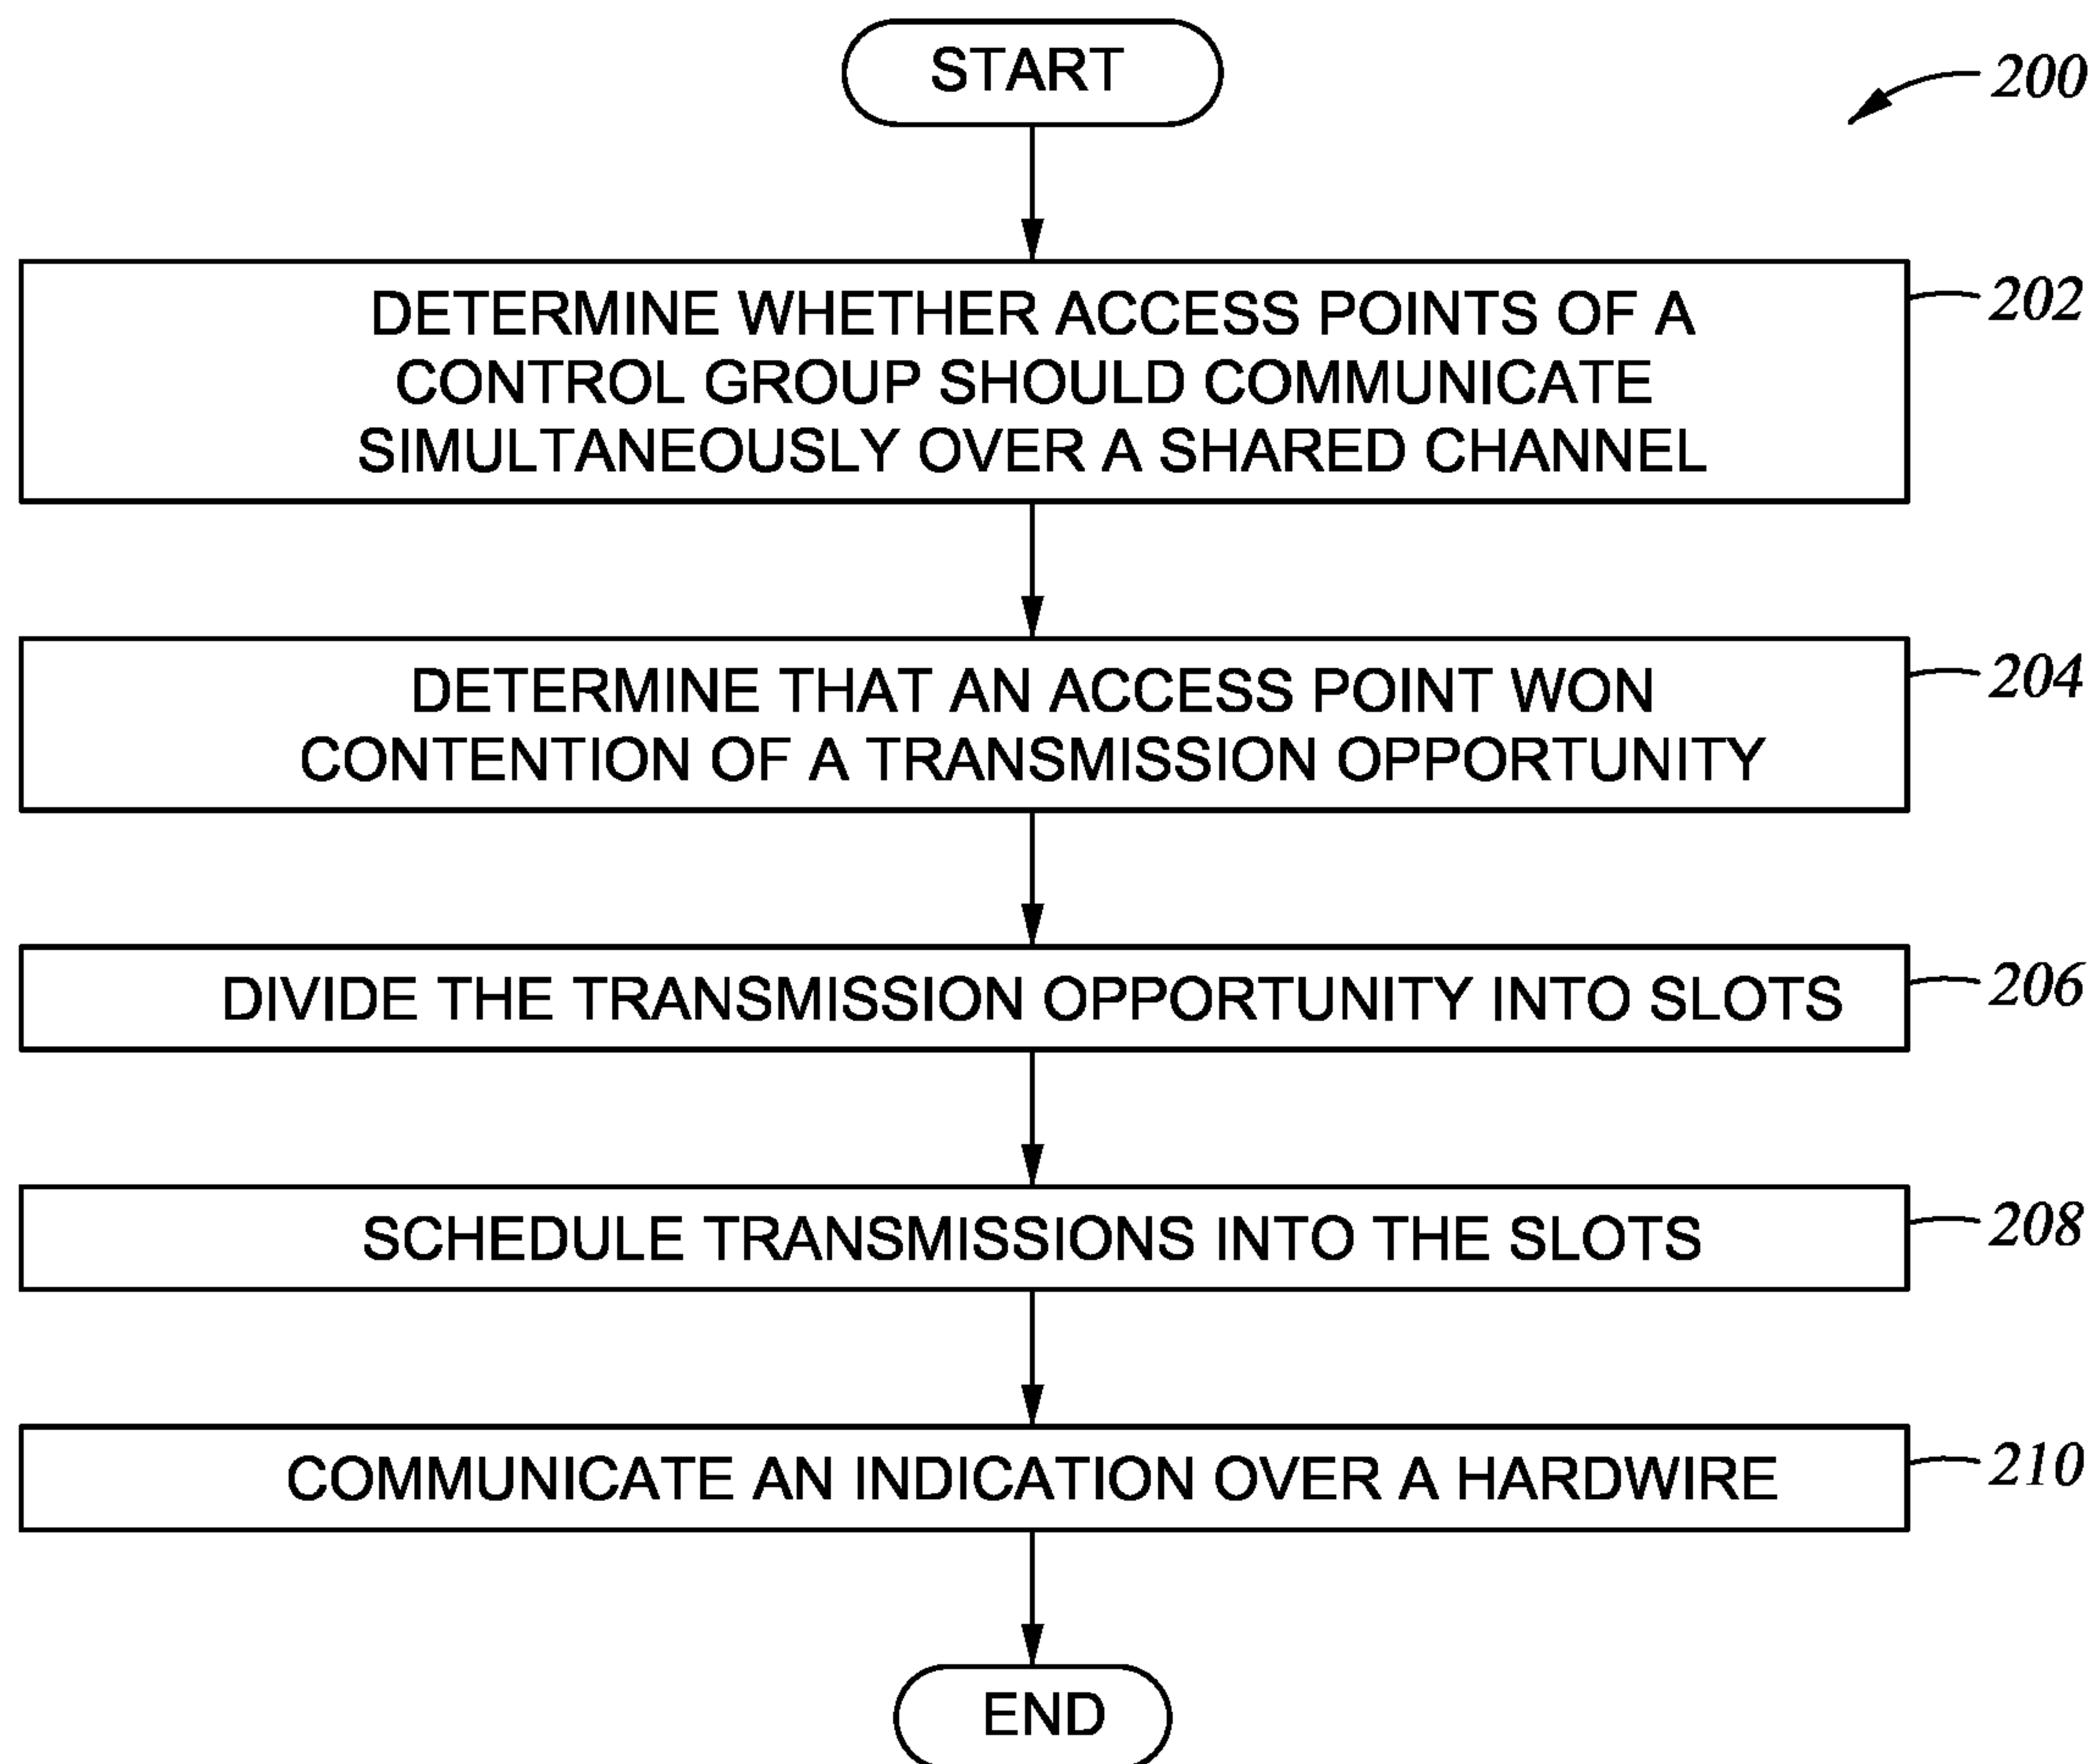 START
200
DETERMINE WHETHER ACCESS POINTS OF A
CONTROL GROUP SHOULD COMMUNICATE
SIMULTANEOUSLY OVER A SHARED CHANNEL
202
DETERMINE THAT AN ACCESS POINT WON
CONTENTION OF A TRANSMISSION OPPORTUNITY
204
DIVIDE THE TRANSMISSION OPPORTUNITY INTO SLOTS
206
SCHEDULE TRANSMISSIONS INTO THE SLOTS
208
COMMUNICATE AN INDICATION OVER A HARDWIRE
210
END